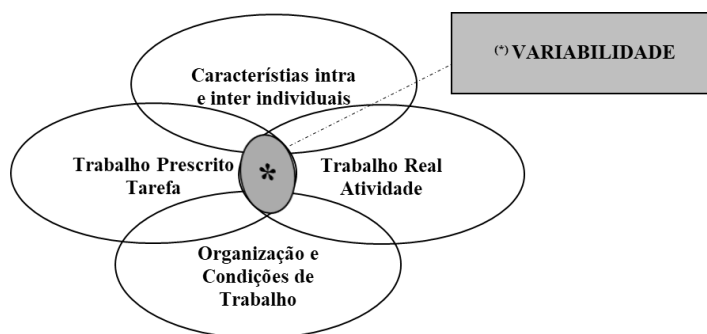 (*) VARIABILIDADE
Característias intra
e inter individuais
Trabalho Prescrito
Tarefa
*
Trabalho Real
Atividade
Organização e
Condições de
Trabalho